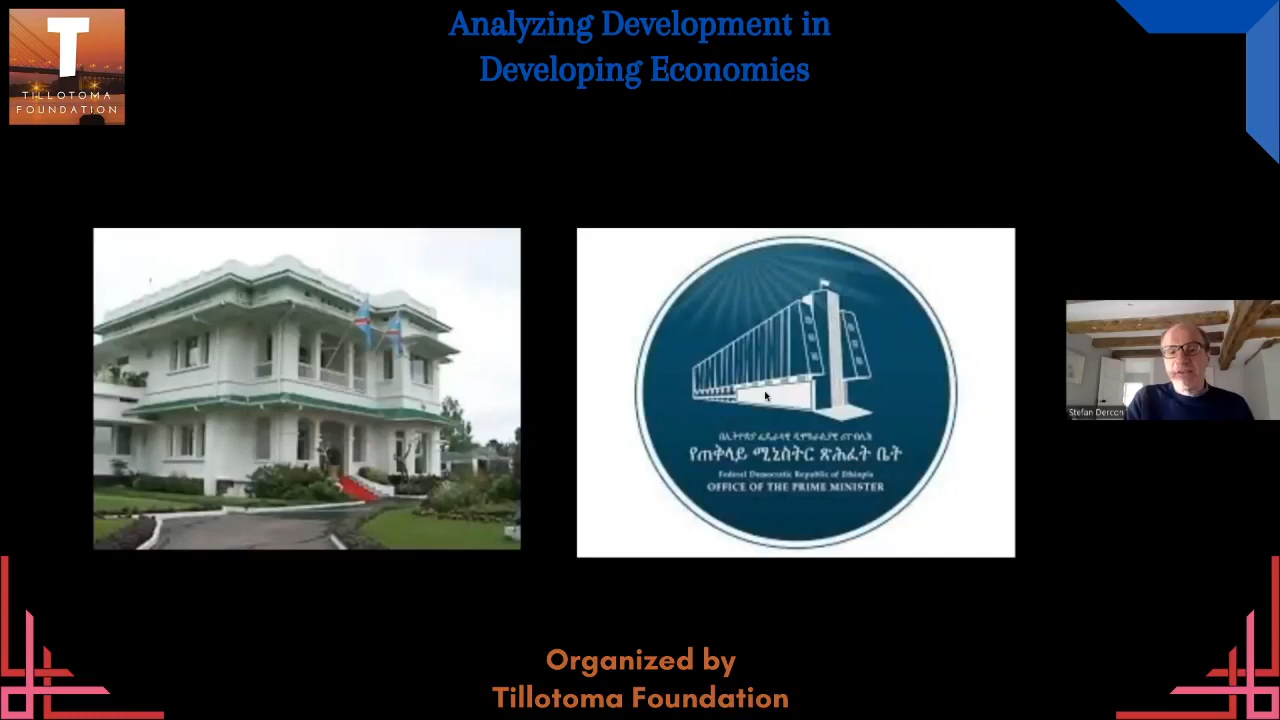 Analyzing Development in
Developing Economies
T
TILLOTOMA
FOUNDATION
የጠቅላይ ሚኒስትር ጽሕፈት ቤት
Federal Democratic Republic of Ethiopia
OFFICE OF THE PRIME MINISTER
Stefan Dercon
Organized by
Tillotoma Foundation